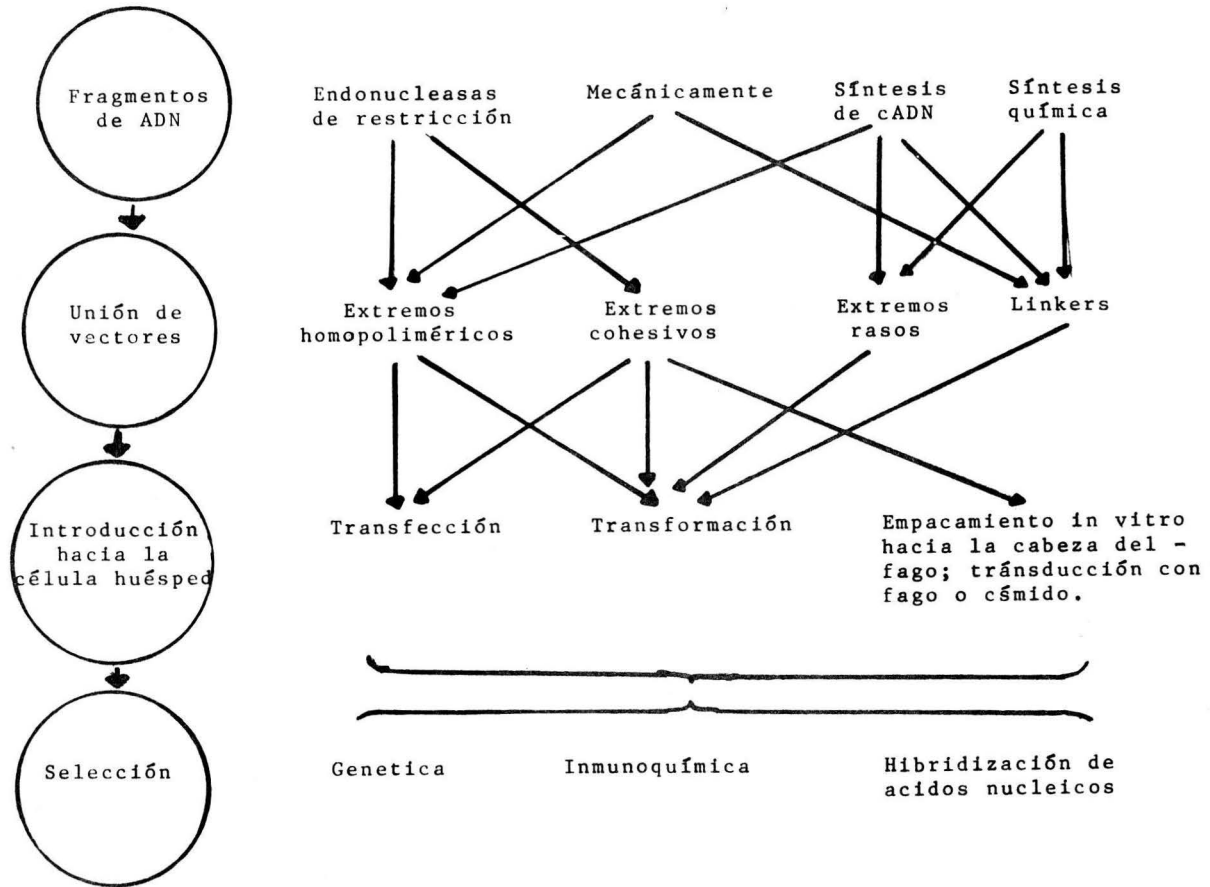 Fragmentos
de ADN
Endonucleasas
de restricción
Mecánicamente
Síntesis
de cADN
Síntesis
química
Unión de
vectores
Extremos
homopoliméricos
Extremos
cohesivos
Extremos
rasos
Linkers
Introducción
hacia la
célula huésped
Transfección
Transformación
Empacamiento in vitro
hacia la cabeza del -
fago; tránsducción con
fago o cśmido.
Selección
Genetica
Inmunoquímica
Hibridización de
acidos nucleicos